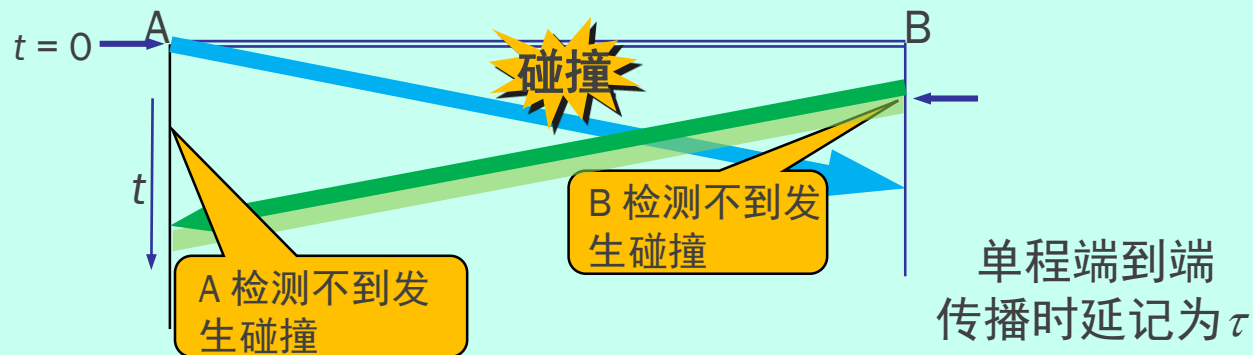 A
B
t = 0
碰撞
t
B 检测不到发
生碰撞
A 检测不到发
生碰撞
单程端到端
传播时延记为τ